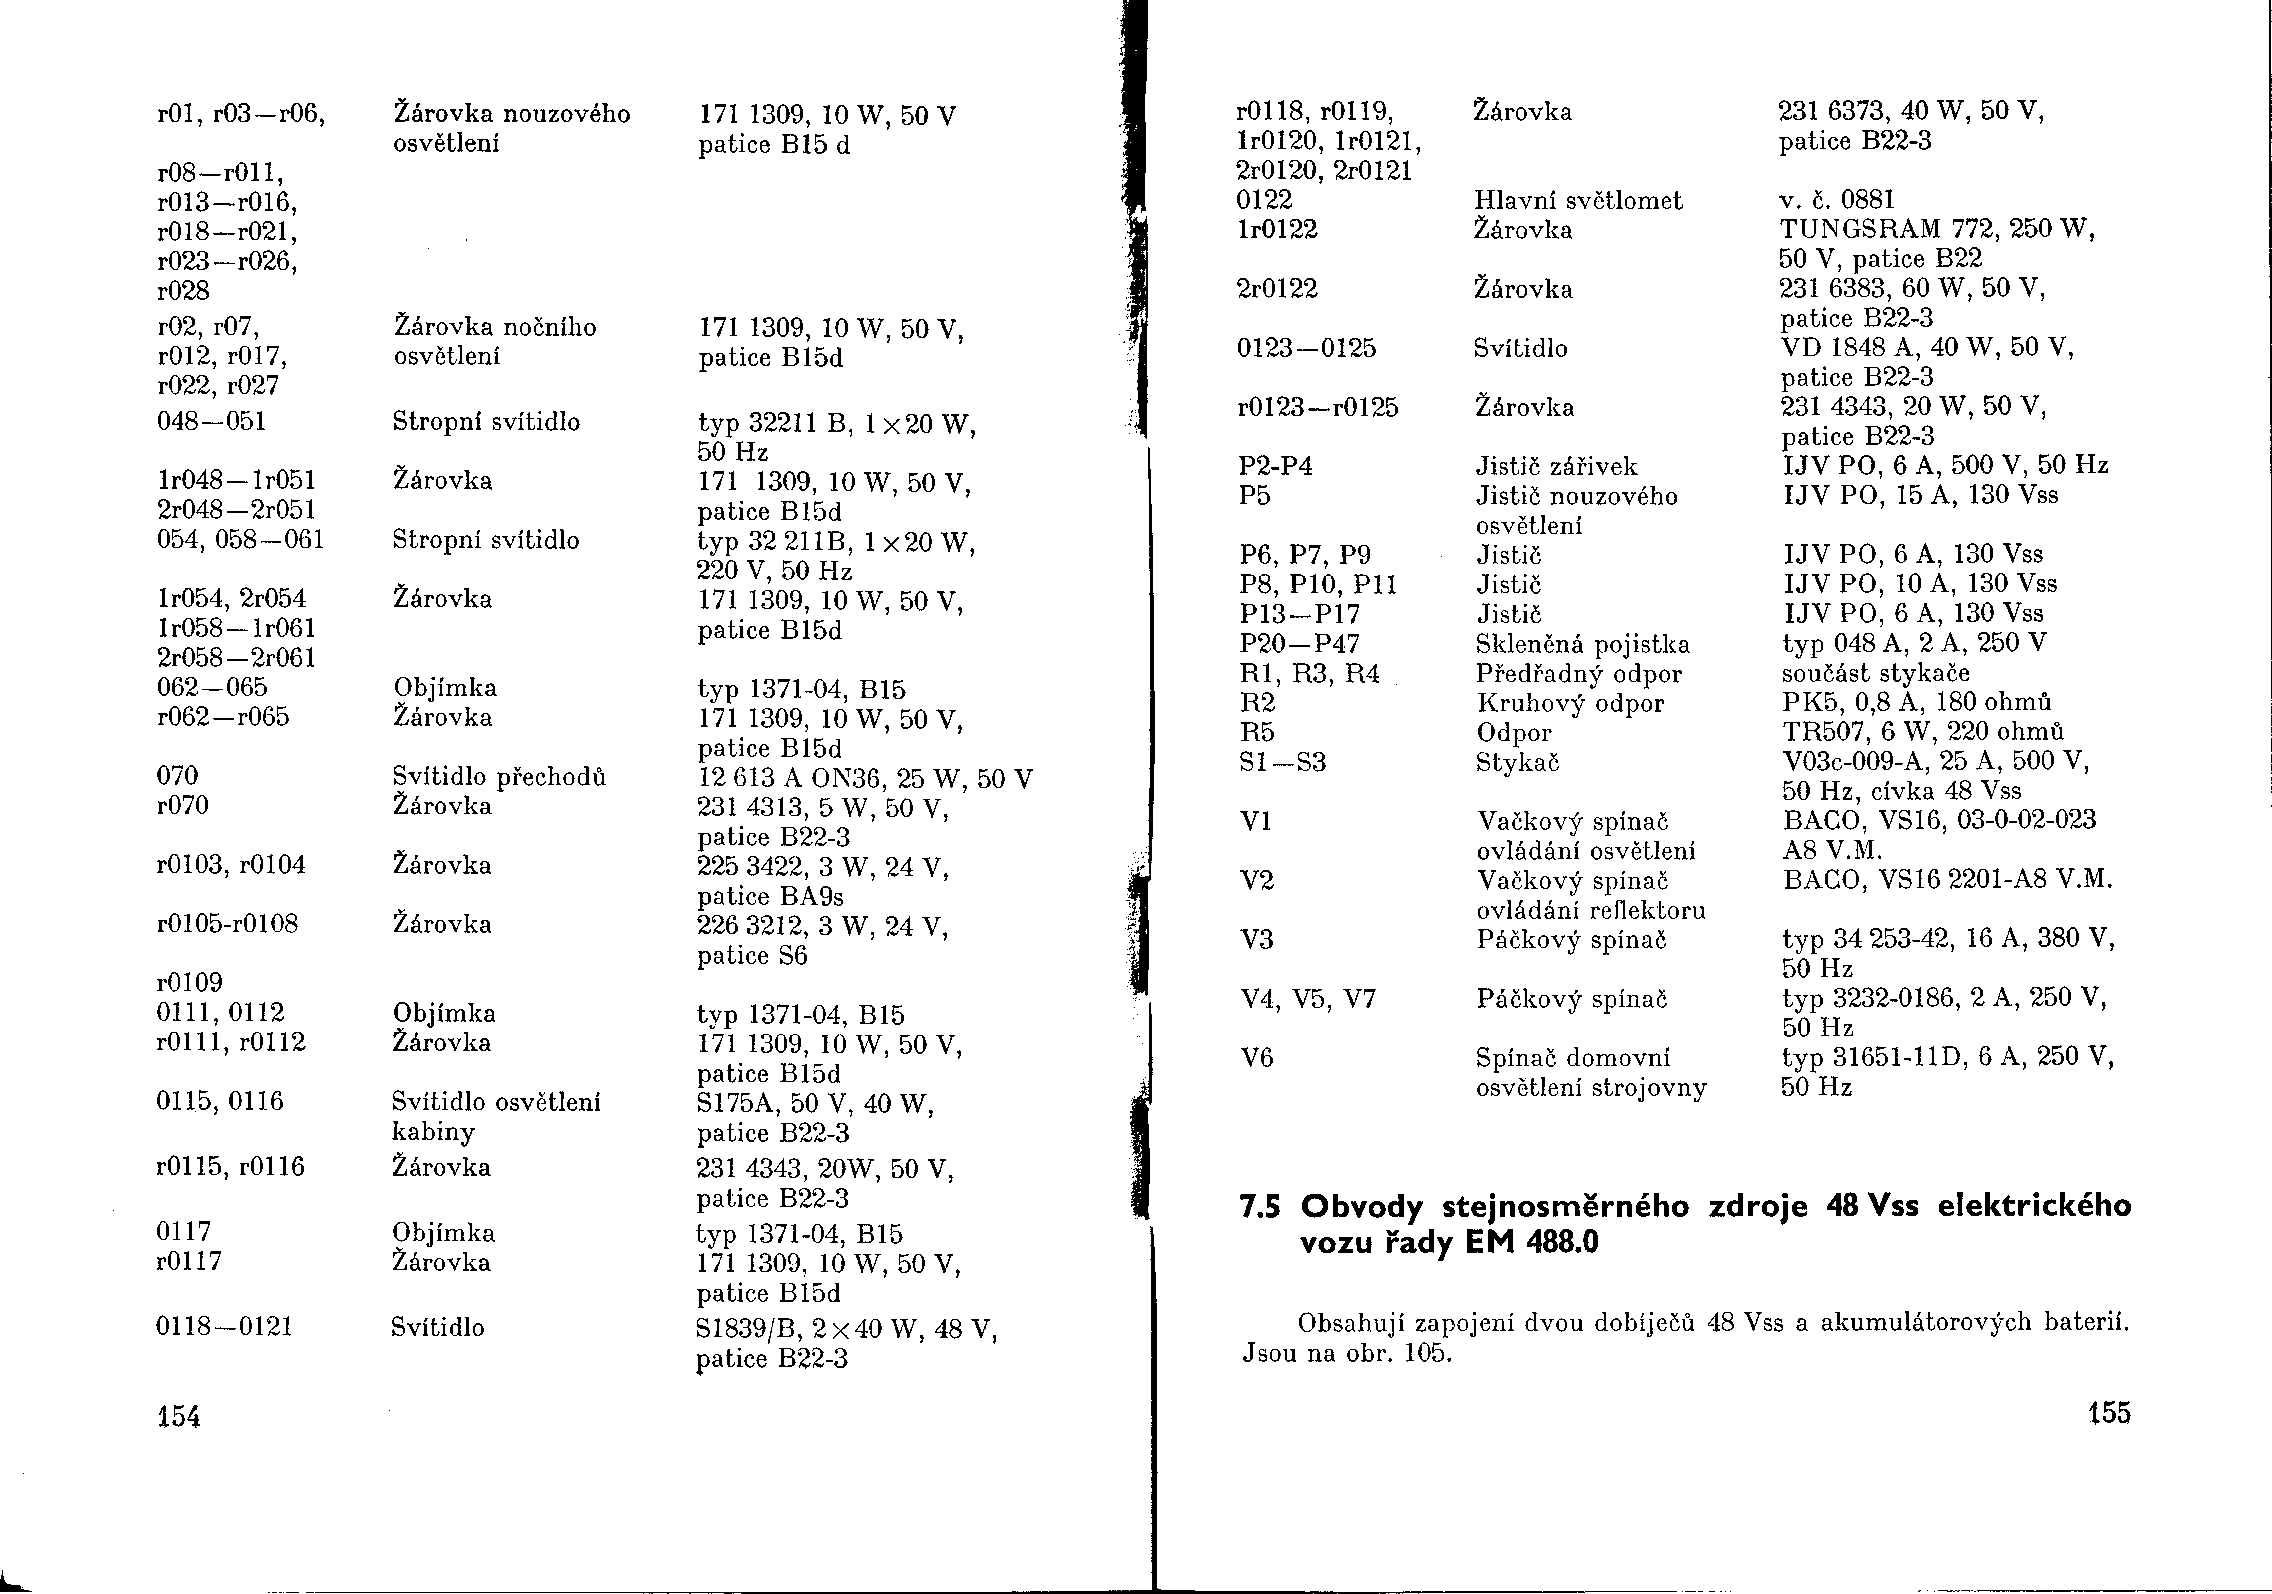 r01, r03—r06, Žárovka nouzového 171 1309, 10 W, 50 V
osvětlení patice B15 d
r08—r011,
r013—r016,
r018—r021,
r023—r026,
r028
r02, r07, Žárovka nočního 171 1309, 10 W, 50 V,
r012, r017, osvětlení patice B15d
r022, r027
048—051 Stropní svítidlo typ 32211 B, 1×20 W,
50 Hz
1r048—1r051 Žárovka 171 1309, 10 W, 50 V,
2r048—2r051 patice B15d
054, 058—061 Stropní svítidlo typ 32 211B, 1×20 W,
220 V, 50 Hz
1r054, 2r054 Žárovka 171 1309, 10 W, 50 V,
1r058—1r061 patice B15d
2r058—2r061
062—065 Objímka typ 1371-04, B15
r062—r065 Žárovka 171 1309, 10 W, 50 V,
patice B15d
070 Svítidlo přechodů 12 613 A ON36, 25 W, 50 V
r070 Žárovka 231 4313, 5 W, 50 V,
patice B22-3
r0103, r0104 Žárovka 225 3422, 3 W, 24 V,
patice BA9s
r0105-r0108 Žárovka 226 3212, 3 W, 24 V,
patice S6
r0109
0111, 0112 Objímka typ 1371-04, B15
r0111, r0112 Žárovka 171 1309, 10 W, 50 V,
patice B15d
0115, 0116 Svítidlo osvětlení S175A, 50 V, 40 W,
kabiny patice B22-3
r0115, r0116 Žárovka 231 4343, 20W, 50 V,
patice B22-3
0117 Objímka typ 1371-04, B15
r0117 Žárovka 171 1309, 10 W, 50 V,
patice B15d
0118—0121 Svítidlo S1839/B, 2×40 W, 48 V,
patice B22-3
154
r0118, r0119, Žárovka 231 6373, 40 W, 50 V,
1r0120, 1r0121, patice B22-3
2r0120, 2r0121
0122 Hlavní světlomet v. č. 0881
1r0122 Žárovka TUNGSRAM 772, 250 W,
50 V, patice B22
2r0122 Žárovka 231 6383, 60 W, 50 V,
patice B22-3
0123—0125 Svítidlo VD 1848 A, 40 W, 50 V,
patice B22-3
r0123—r0125 Žárovka 231 4343, 20 W, 50 V,
patice B22-3
P2-P4 Jistič zářivek IJV PO, 6 A, 500 V, 50 Hz
P5 Jistič nouzového IJV PO, 15 A, 130 Vss
osvětlení
P6, P7, P9 Jistič IJV PO, 6 A, 130 Vss
P8, P10, P11 Jistič IJV PO, 10 A, 130 Vss
P13—P17 Jistič IJV PO, 6 A, 130 Vss
P20—P47 Skleněná pojistka typ 048 A, 2 A, 250 V
R1, R3, R4 Předřadný odpor součást stykače
R2 Kruhový odpor PK5, 0,8 A, 180 ohmů
R5 Odpor TR507, 6 W, 220 ohmů
S1—S3 Stykač V03c-009-A, 25 A, 500 V,
50 Hz, cívka 48 Vss
V1 Vačkový spínač BACO, VS16, 03-0-02-023
ovládání osvětlení A8 V.M.
V2 Vačkový spínač BACO, VS16 2201-A8 V.M.
ovládání reflektoru
V3 Páčkový spínač typ 34 253-42, 16 A, 380 V,
50 Hz
V4, V5, V7 Páčkový spínač typ 3232-0186, 2 A, 250 V,
50 Hz
V6 Spínač domovní typ 31651-11D, 6 A, 250 V,
osvětlení strojovny 50 Hz
7.5 Obvody stejnosměrného zdroje 48 Vss elektrického
vozu řady EM 488.0
Obsahují zapojení dvou dobíječů 48 Vss a akumulátorových baterií.
Jsou na obr. 105.
155